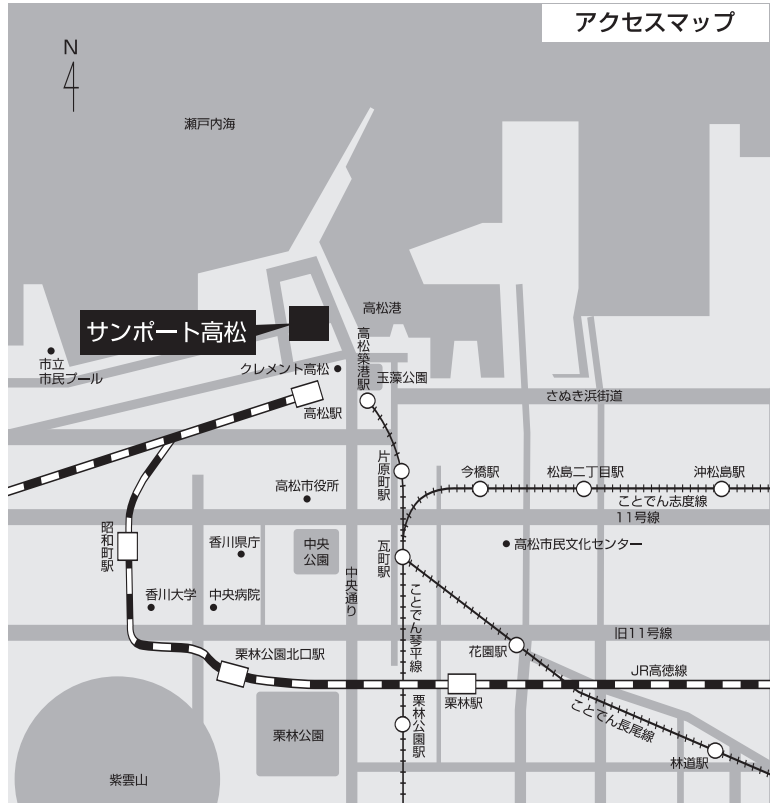 アクセスマップ
N
瀬戸内海
高松港
サンポート高松
高松築港駅
市立
市民プール
クレメント高松
玉藻公園
高松駅
さぬき浜街道
片原町駅
今橋駅
松島二丁目駅
沖松島駅
高松市役所
ことでん志度線
11号線
昭和町駅
香川県庁
中央
公園
瓦町駅
高松市民文化センター
香川大学
中央病院
中央通り
ことでん琴平線
旧11号線
栗林公園北口駅
花園駅
JR高徳線
栗林駅
栗林公園駅
ことでん長尾線
栗林公園
林道駅
紫雲山